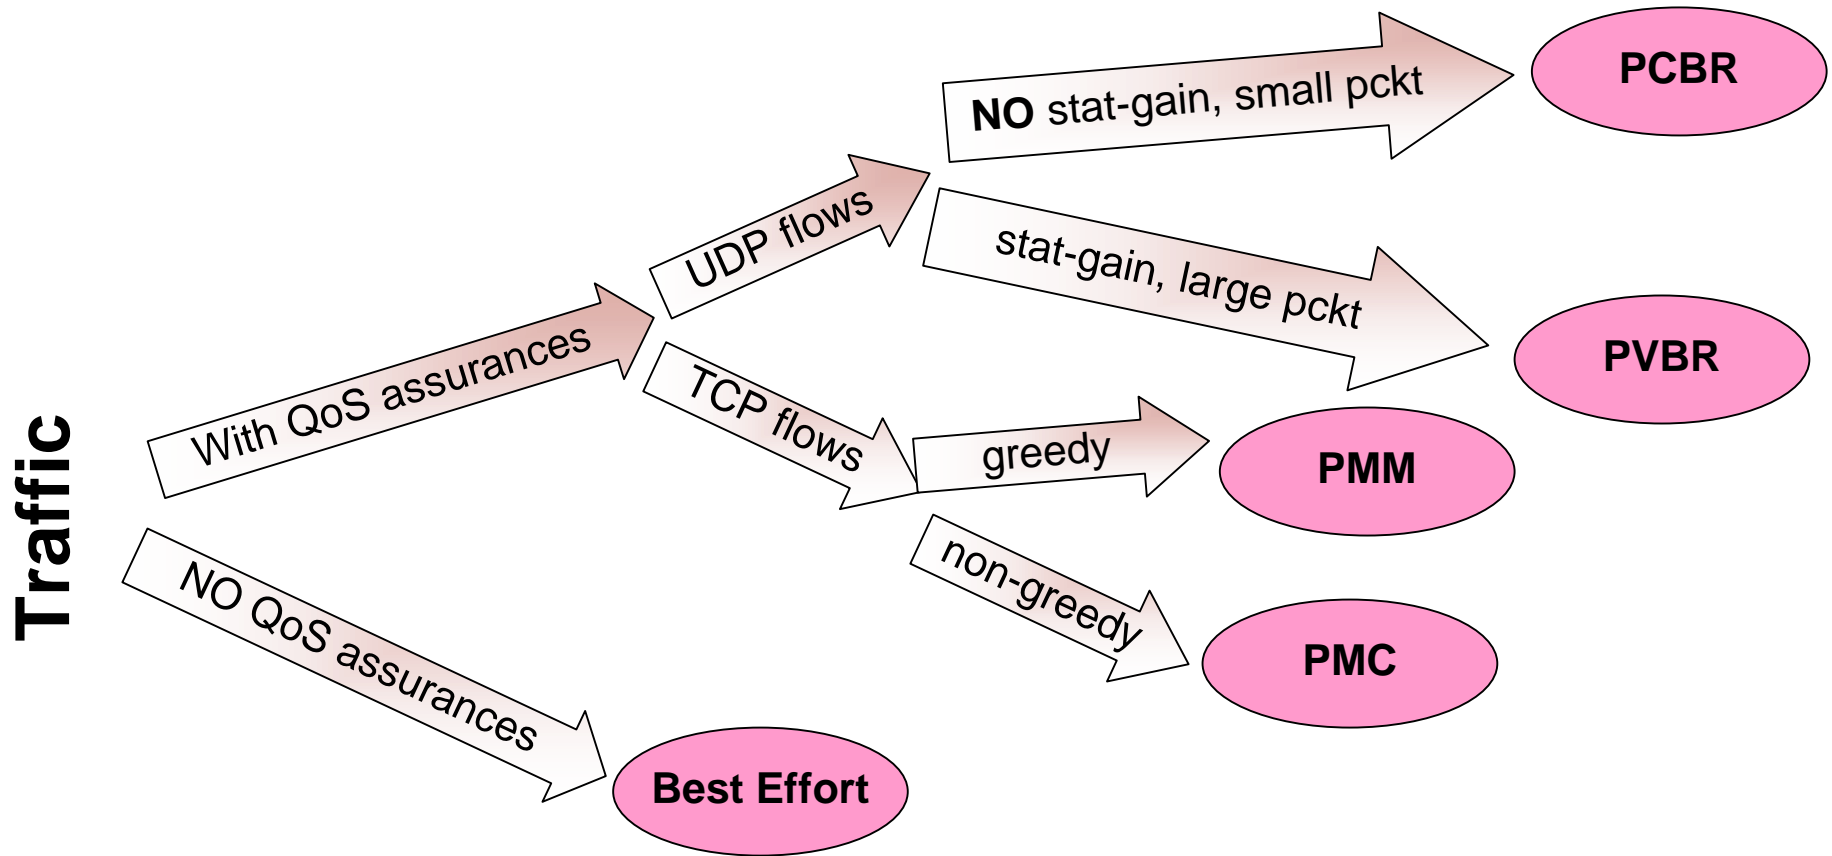 Traffic
With QoS assurances
NO QoS assurances
UDP flows
TCP flows
NO stat-gain, small pckt
stat-gain, large pckt
greedy
non-greedy
PCBR
PVBR
PMM
PMC
Best Effort